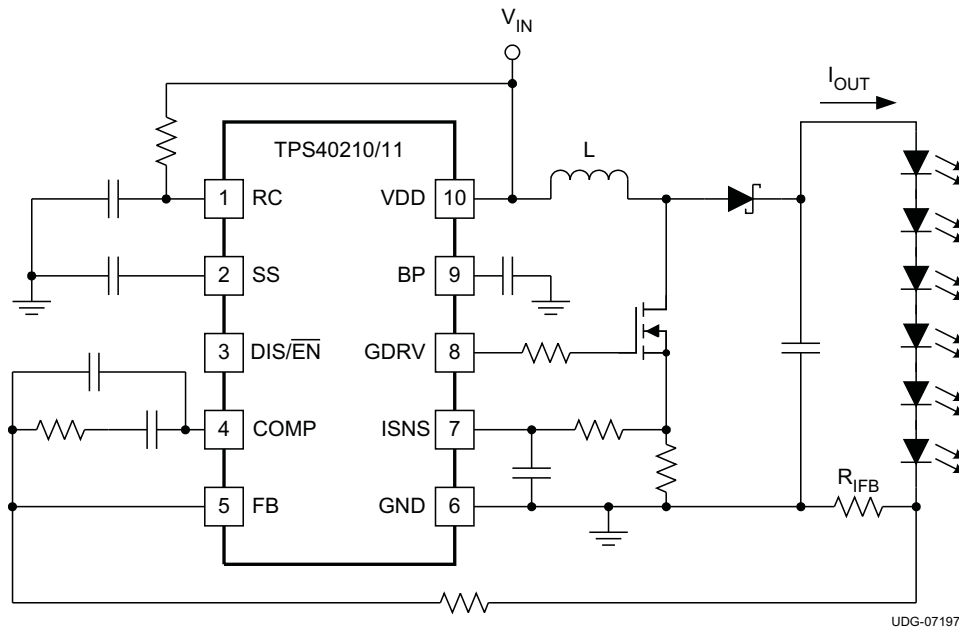 V_IN
I_OUT
TPS40210/11
L
1 RC
VDD 10
2 SS
BP 9
3 DIS/E̅N̅
GDRV 8
4 COMP
ISNS 7
R_IFB
5 FB
GND 6
UDG-07197